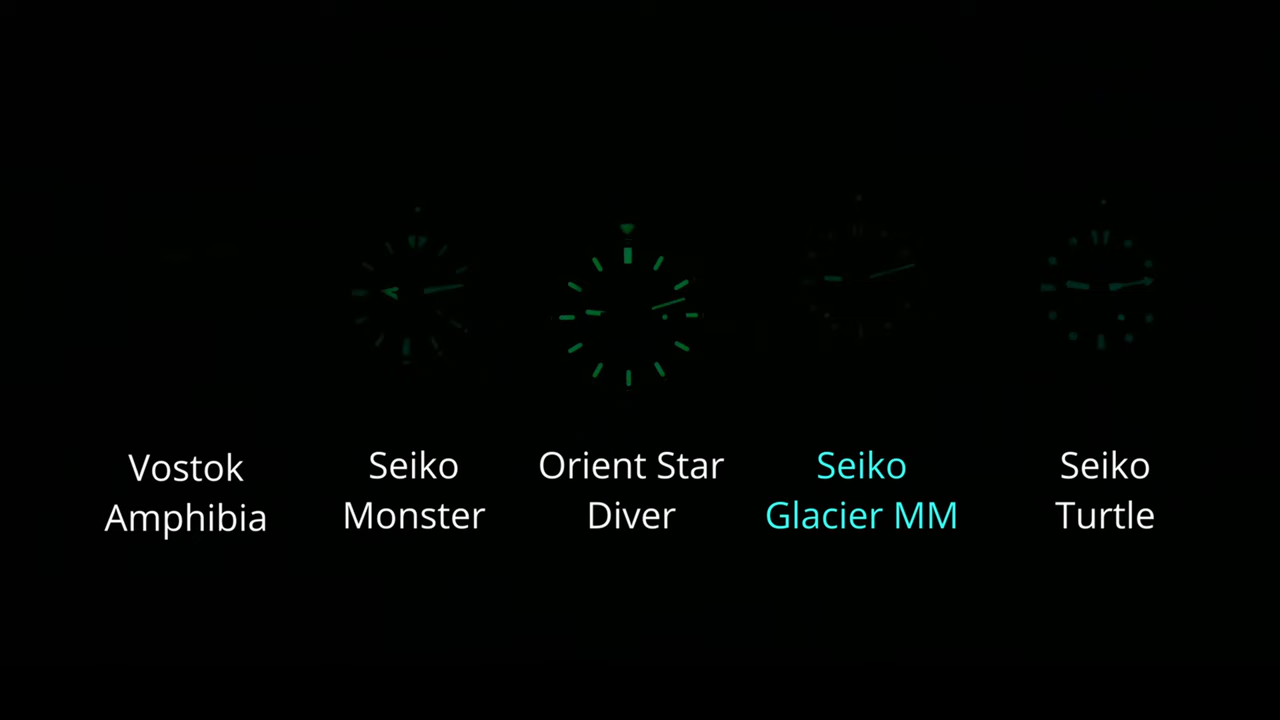 Vostok
Amphibia
Seiko
Monster
Orient Star
Diver
Seiko
Glacier MM
Seiko
Turtle